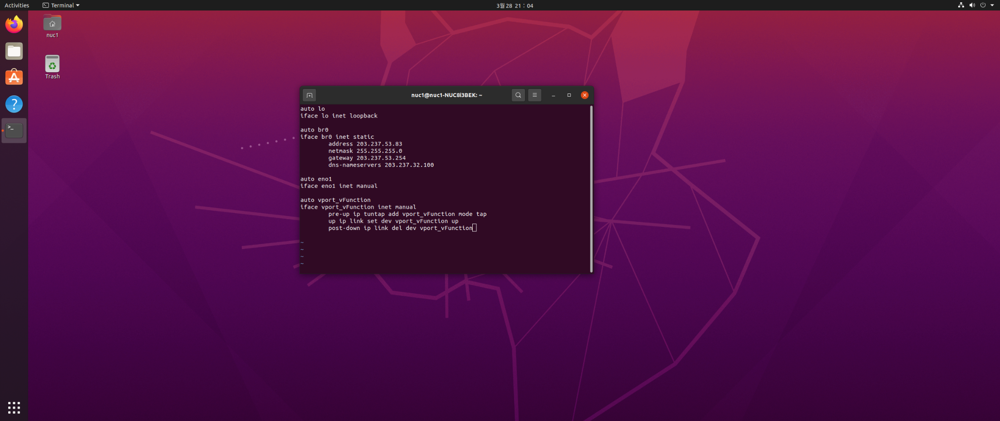 Activities
Terminal
3월 28 21 : 04
nuc1
Trash
nuc1@nuc1-NUC8i3BEK: ~
auto lo
iface lo inet loopback
auto br0
iface br0 inet static
address 203.237.53.83
netmask 255.255.255.0
gateway 203.237.53.254
dns-nameservers 203.237.32.100
auto eno1
iface eno1 inet manual
auto vport_vFunction
iface vport_vFunction inet manual
pre-up ip tuntap add vport_vFunction mode tap
up ip link set dev vport_vFunction up
post-down ip link del dev vport_vFunction
~
~
~
~